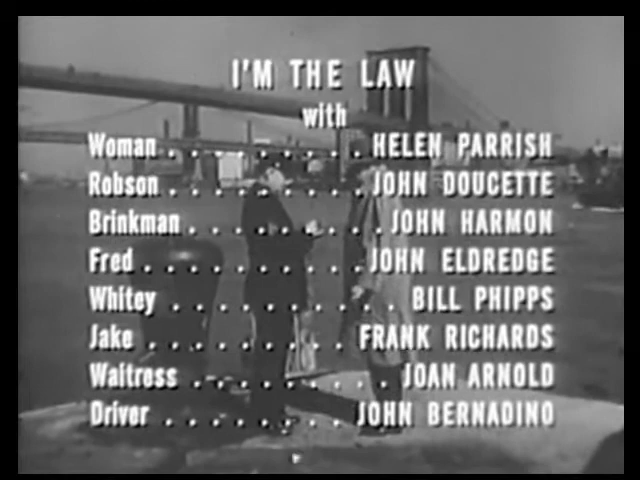 I'M THE LAW
with
Woman . . . . . . . . . . HELEN PARRISH
Robson . . . . . . . . . . JOHN DOUCETTE
Brinkman . . . . . . . . . JOHN HARMON
Fred . . . . . . . . . . . JOHN ELDREDGE
Whitey . . . . . . . . . . BILL PHIPPS
Jake . . . . . . . . . . FRANK RICHARDS
Waitress . . . . . . . . . JOAN ARNOLD
Driver . . . . . . . . JOHN BERNADINO